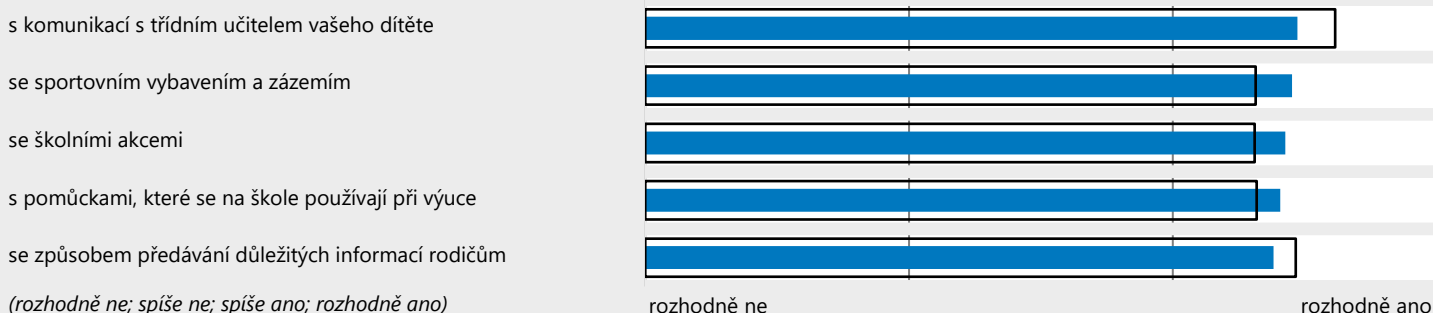 s komunikací s třídním učitelem vašeho dítěte
se sportovním vybavením a zázemím
se školními akcemi
s pomůckami, které se na škole používají při výuce
se způsobem předávání důležitých informací rodičům
(rozhodně ne; spíše ne; spíše ano; rozhodně ano) rozhodně ne rozhodně ano